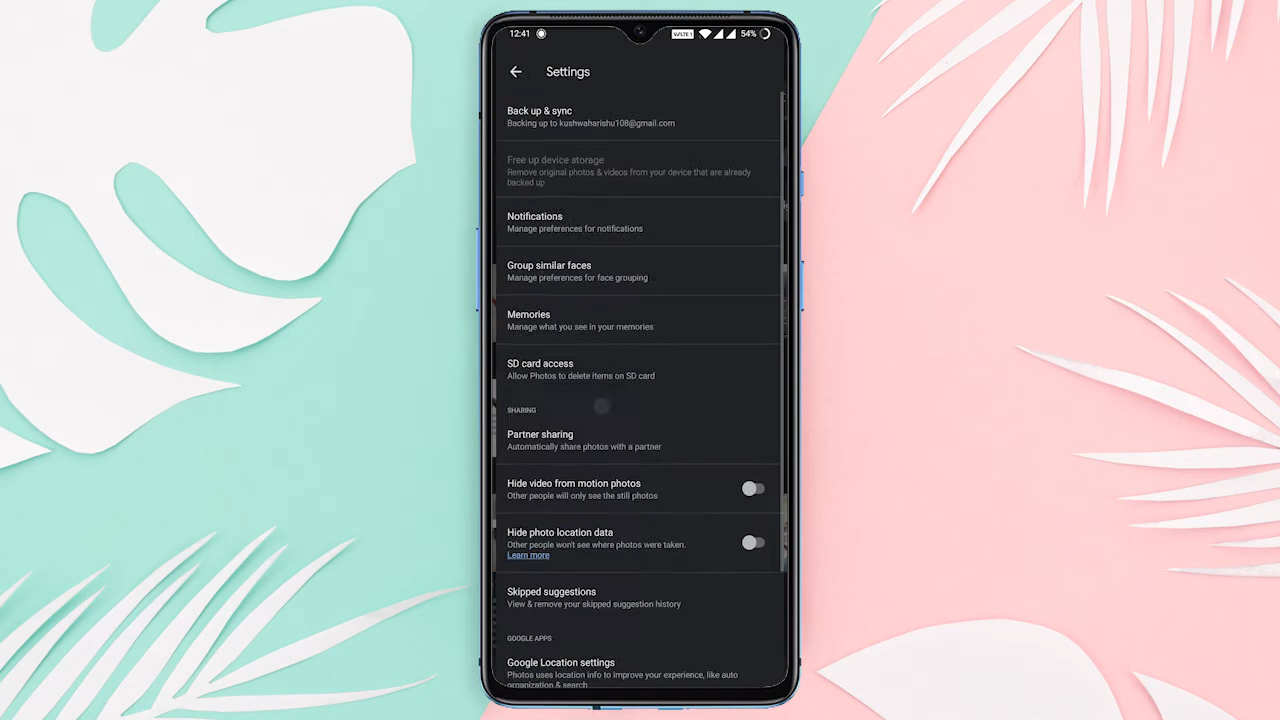 12:41
VoLTE 1
54%
Settings
Back up & sync
Backing up to kushwaharishu108@gmail.com
Free up device storage
Remove original photos & videos from your device that are already
backed up
Notifications
Manage preferences for notifications
Group similar faces
Manage preferences for face grouping
Memories
Manage what you see in your memories
SD card access
Allow Photos to delete items on SD card
SHARING
Partner sharing
Automatically share photos with a partner
Hide video from motion photos
Other people will only see the still photos
Hide photo location data
Other people won't see where photos were taken.
Learn more
Skipped suggestions
View & remove your skipped suggestion history
GOOGLE APPS
Google Location settings
Photos uses location info to improve your experience, like auto
organization & search